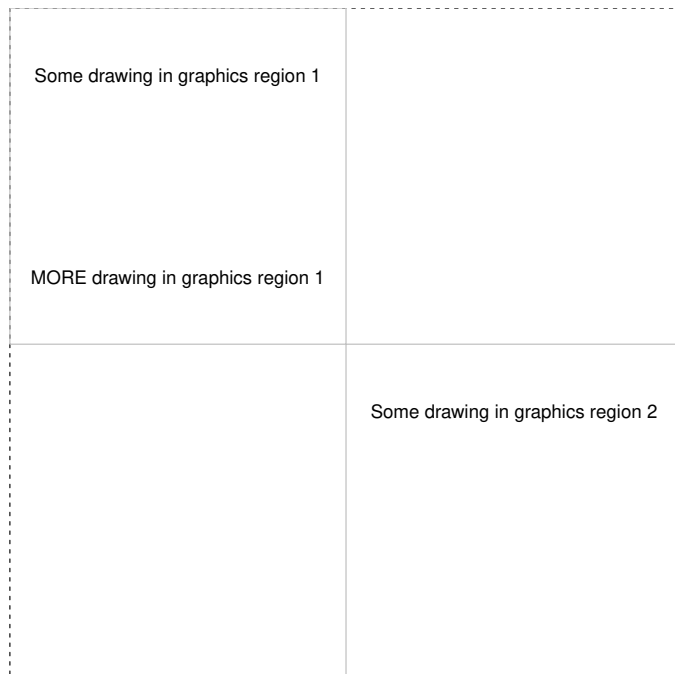 Some drawing in graphics region 1
MORE drawing in graphics region 1
Some drawing in graphics region 2